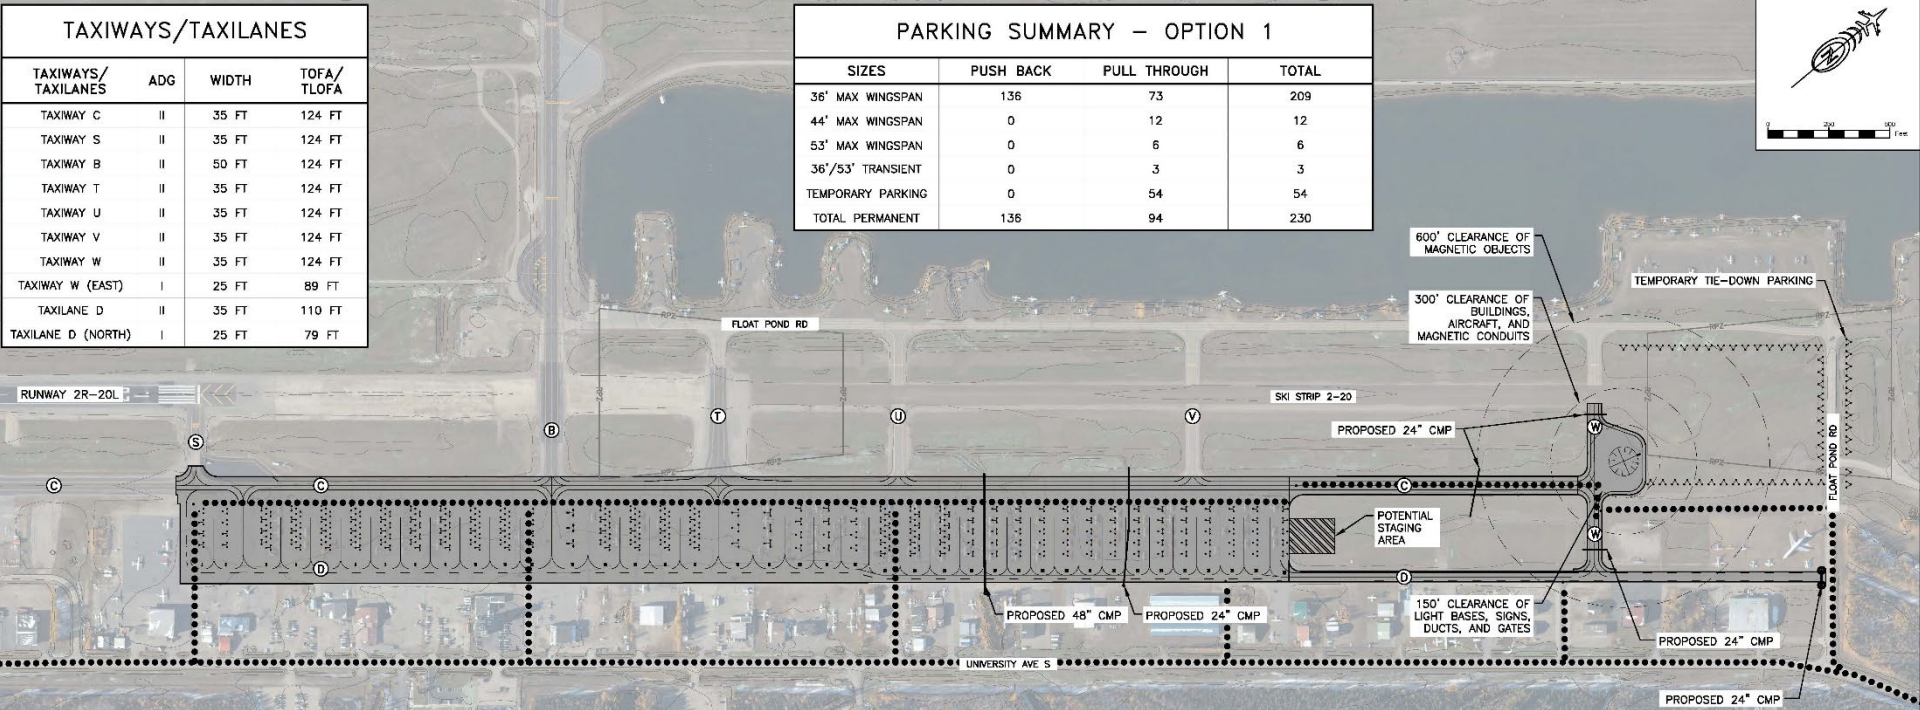 TAXIWAYS/TAXILANES
TAXIWAYS/ TAXILANES ADG WIDTH TOFA/ TLOFA
TAXIWAY C II 35 FT 124 FT
TAXIWAY S II 35 FT 124 FT
TAXIWAY B II 50 FT 124 FT
TAXIWAY T II 35 FT 124 FT
TAXIWAY U II 35 FT 124 FT
TAXIWAY V II 35 FT 124 FT
TAXIWAY W II 35 FT 124 FT
TAXIWAY W (EAST) I 25 FT 89 FT
TAXILANE D II 35 FT 110 FT
TAXILANE D (NORTH) I 25 FT 79 FT
PARKING SUMMARY – OPTION 1
SIZES PUSH BACK PULL THROUGH TOTAL
36' MAX WINGSPAN 136 73 209
44' MAX WINGSPAN 0 12 12
53' MAX WINGSPAN 0 6 6
36'/53' TRANSIENT 0 3 3
TEMPORARY PARKING 0 54 54
TOTAL PERMANENT 136 94 230
Feet
600' CLEARANCE OF
MAGNETIC OBJECTS
TEMPORARY TIE-DOWN PARKING
300' CLEARANCE OF
BUILDINGS,
AIRCRAFT, AND
MAGNETIC CONDUITS
RPZ
FLOAT POND RD
RPZ
RPZ
RPZ
RPZ
RUNWAY 2R-20L
SKI STRIP 2-20
S
B
T
U
V
W
PROPOSED 24" CMP
FLOAT POND RD
RPZ
RPZ
RPZ
C
C
C
POTENTIAL
STAGING
AREA
W
D
D
PROPOSED 48" CMP
PROPOSED 24" CMP
150' CLEARANCE OF
LIGHT BASES, SIGNS,
DUCTS, AND GATES
PROPOSED 24" CMP
UNIVERSITY AVE S
PROPOSED 24" CMP